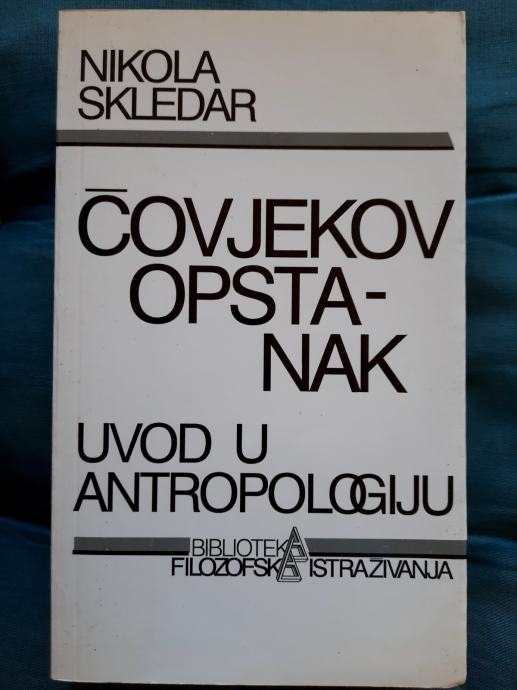 NIKOLA
SKLEDAR
ČOVJEKOV
OPSTA-
NAK
UVOD U
ANTROPOLOGIJU
BIBLIOTEKA
FILOZOFSKA ISTRAŽIVANJA